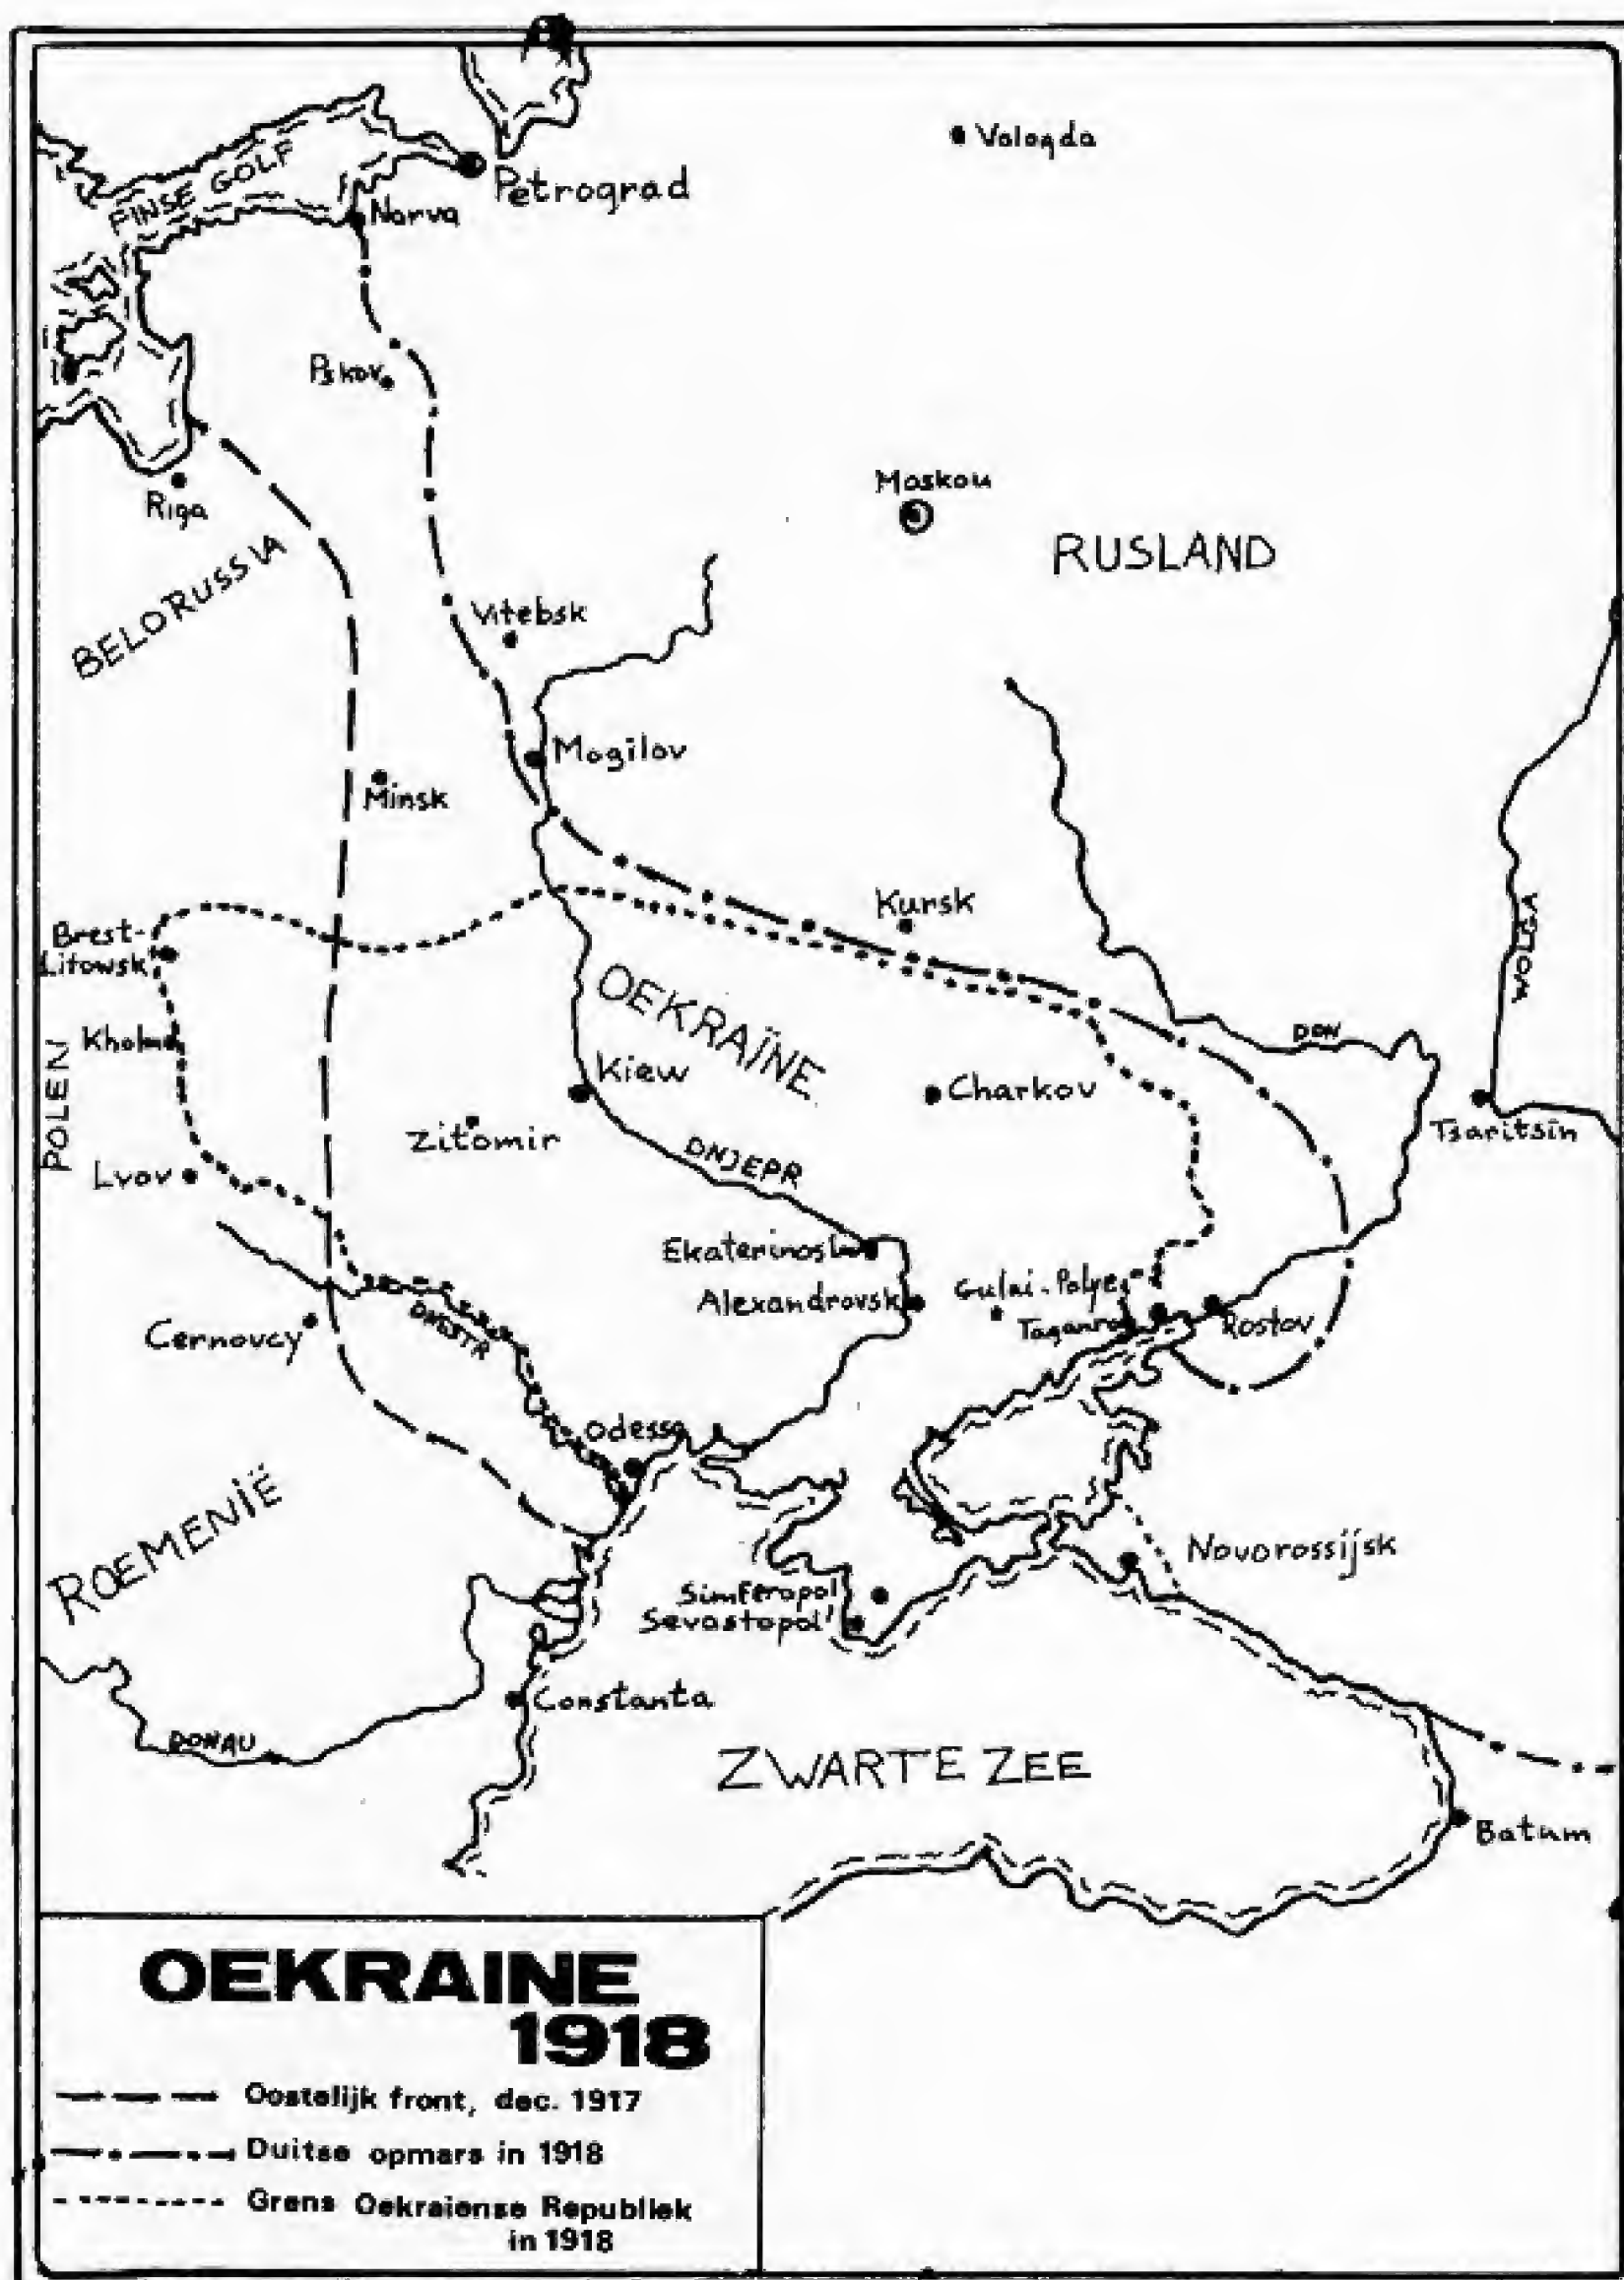 Vologda
FINSE GOLF
Petrograd
Narva
Pskov
Moskou
Riga
RUSLAND
BELORUSSIA
Vitebsk
Mogilov
Minsk
Kursk
WOLGA
Brest-
Litowsk
OEKRAÏNE
DON
Kholm
POLEN
Kiew
Charkov
Zitomir
Tsaritsin
DNJEPR
Lvov
Ekaterinoslav
Gulai-Polye
Alexandrovsk
Taganrog
Rostov
DNESTR
Cernovcy
Odessa
ROEMENIË
Novorossijsk
Simferopol
Sevastopol'
Constanta
DONAU
ZWARTE ZEE
Batum
OEKRAINE
1918
Oostelijk front, dec. 1917
Duitse opmars in 1918
Grens Oekraiense Republiek
in 1918